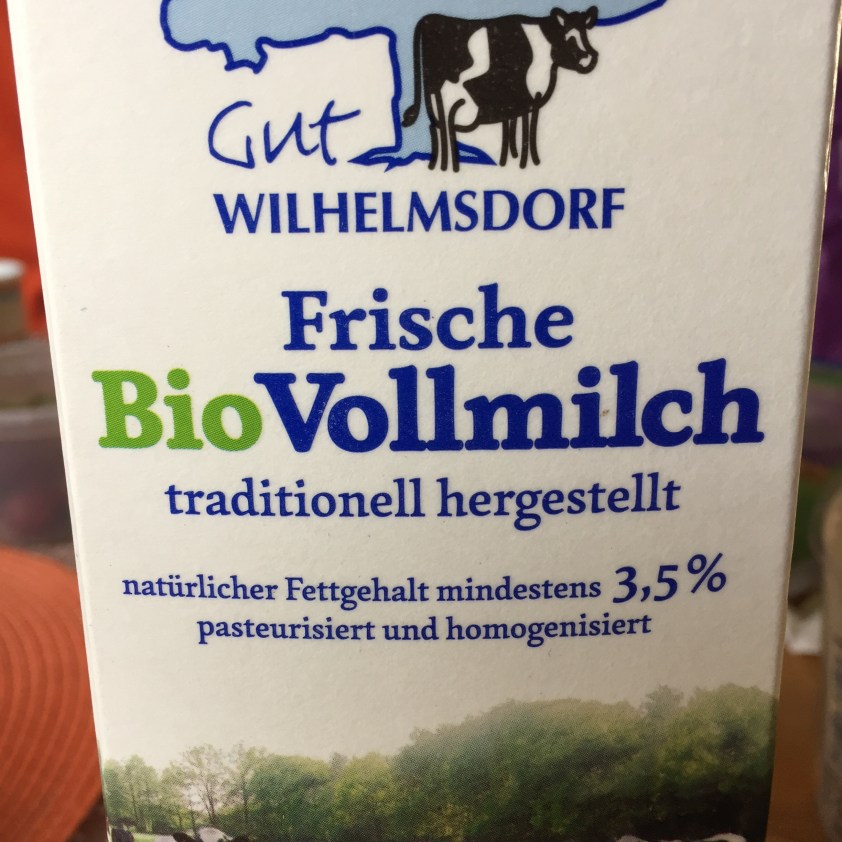 Gut
WILHELMSDORF
Frische
BioVollmilch
traditionell hergestellt
natürlicher Fettgehalt mindestens 3,5%
pasteurisiert und homogenisiert